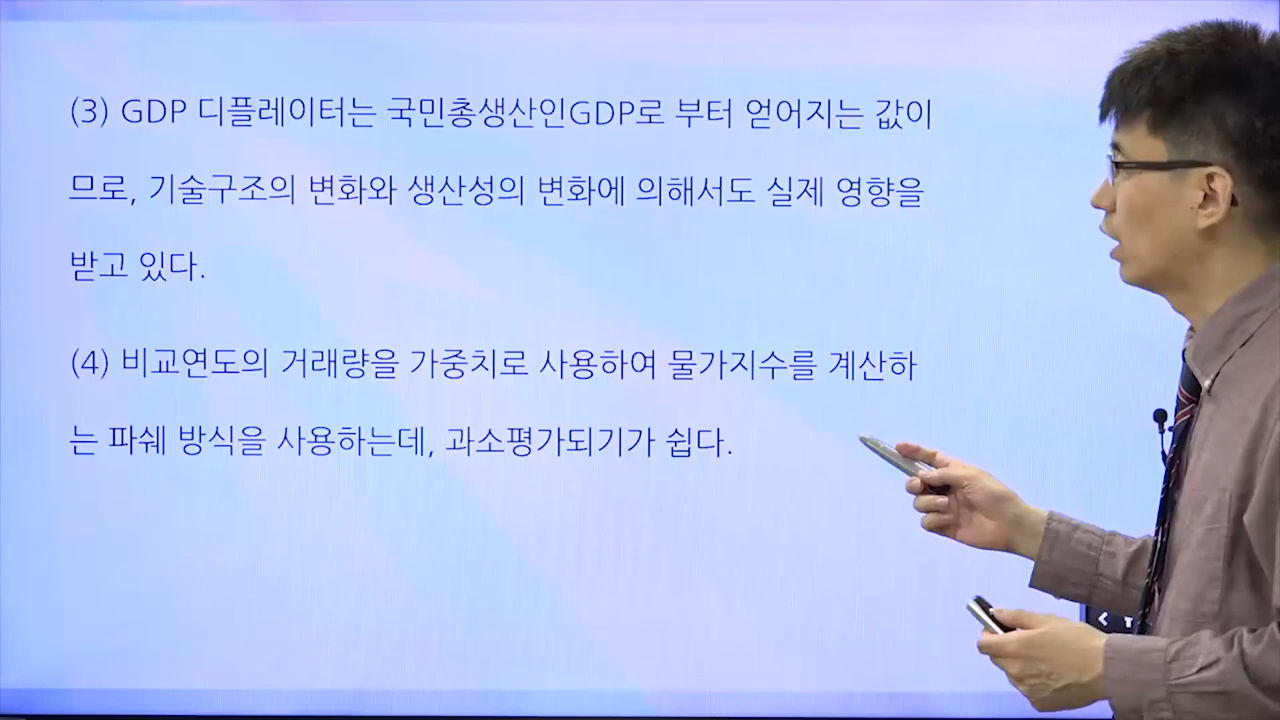 (3) GDP 디플레이터는 국민총생산인GDP로 부터 얻어지는 값이
므로, 기술구조의 변화와 생산성의 변화에 의해서도 실제 영향을
받고 있다.
(4) 비교연도의 거래량을 가중치로 사용하여 물가지수를 계산하
는 파쉐 방식을 사용하는데, 과소평가되기가 쉽다.